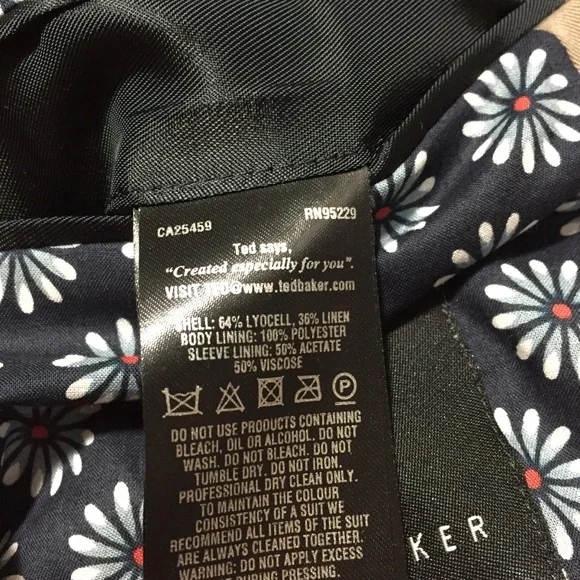 CA25459 RN95229
Ted says,
"Created especially for you".
VISIT TED@www.tedbaker.com
SHELL: 64% LYOCELL, 36% LINEN
BODY LINING: 100% POLYESTER
SLEEVE LINING: 50% ACETATE
50% VISCOSE
P
DO NOT USE PRODUCTS CONTAINING
BLEACH, OIL OR ALCOHOL. DO NOT
WASH. DO NOT BLEACH. DO NOT
TUMBLE DRY. DO NOT IRON.
PROFESSIONAL DRY CLEAN ONLY.
TO MAINTAIN THE COLOUR
CONSISTENCY OF A SUIT WE
RECOMMEND ALL ITEMS OF THE SUIT
ARE ALWAYS CLEANED TOGETHER.
WARNING: DO NOT APPLY EXCESS
DURING PRESSING.
KER